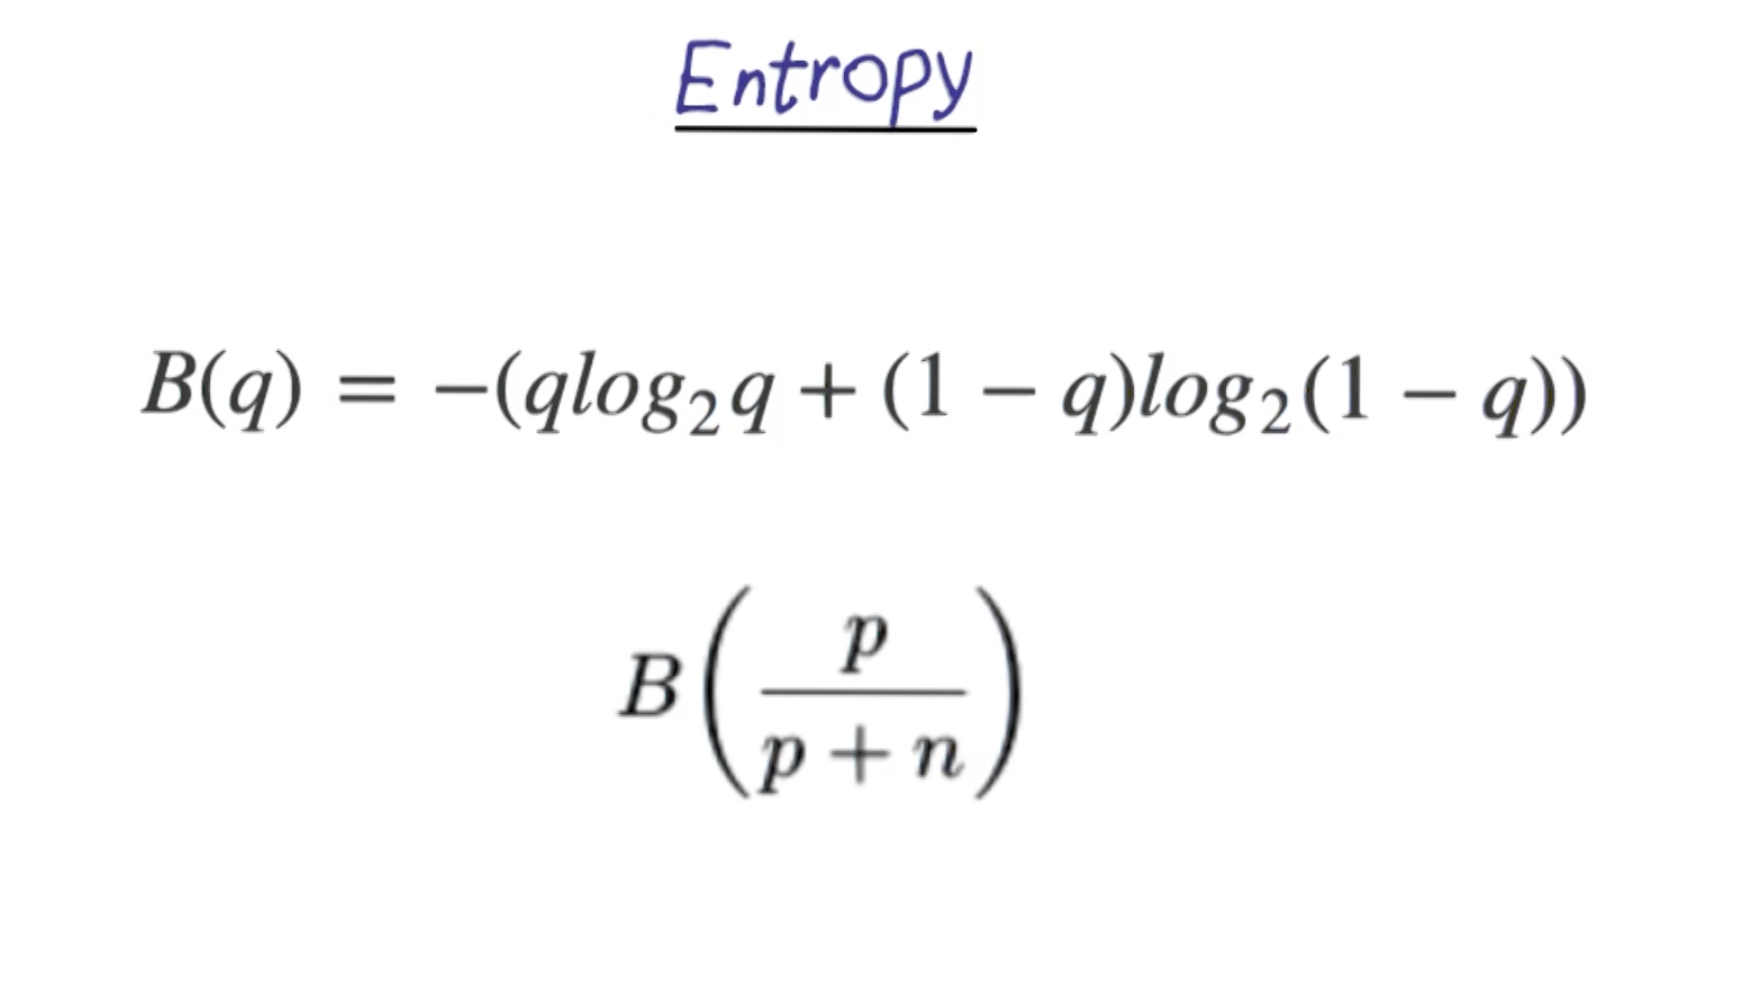 Entropy
B(q) = −(qlog₂q + (1 − q)log₂(1 − q))
B(p/(p + n))